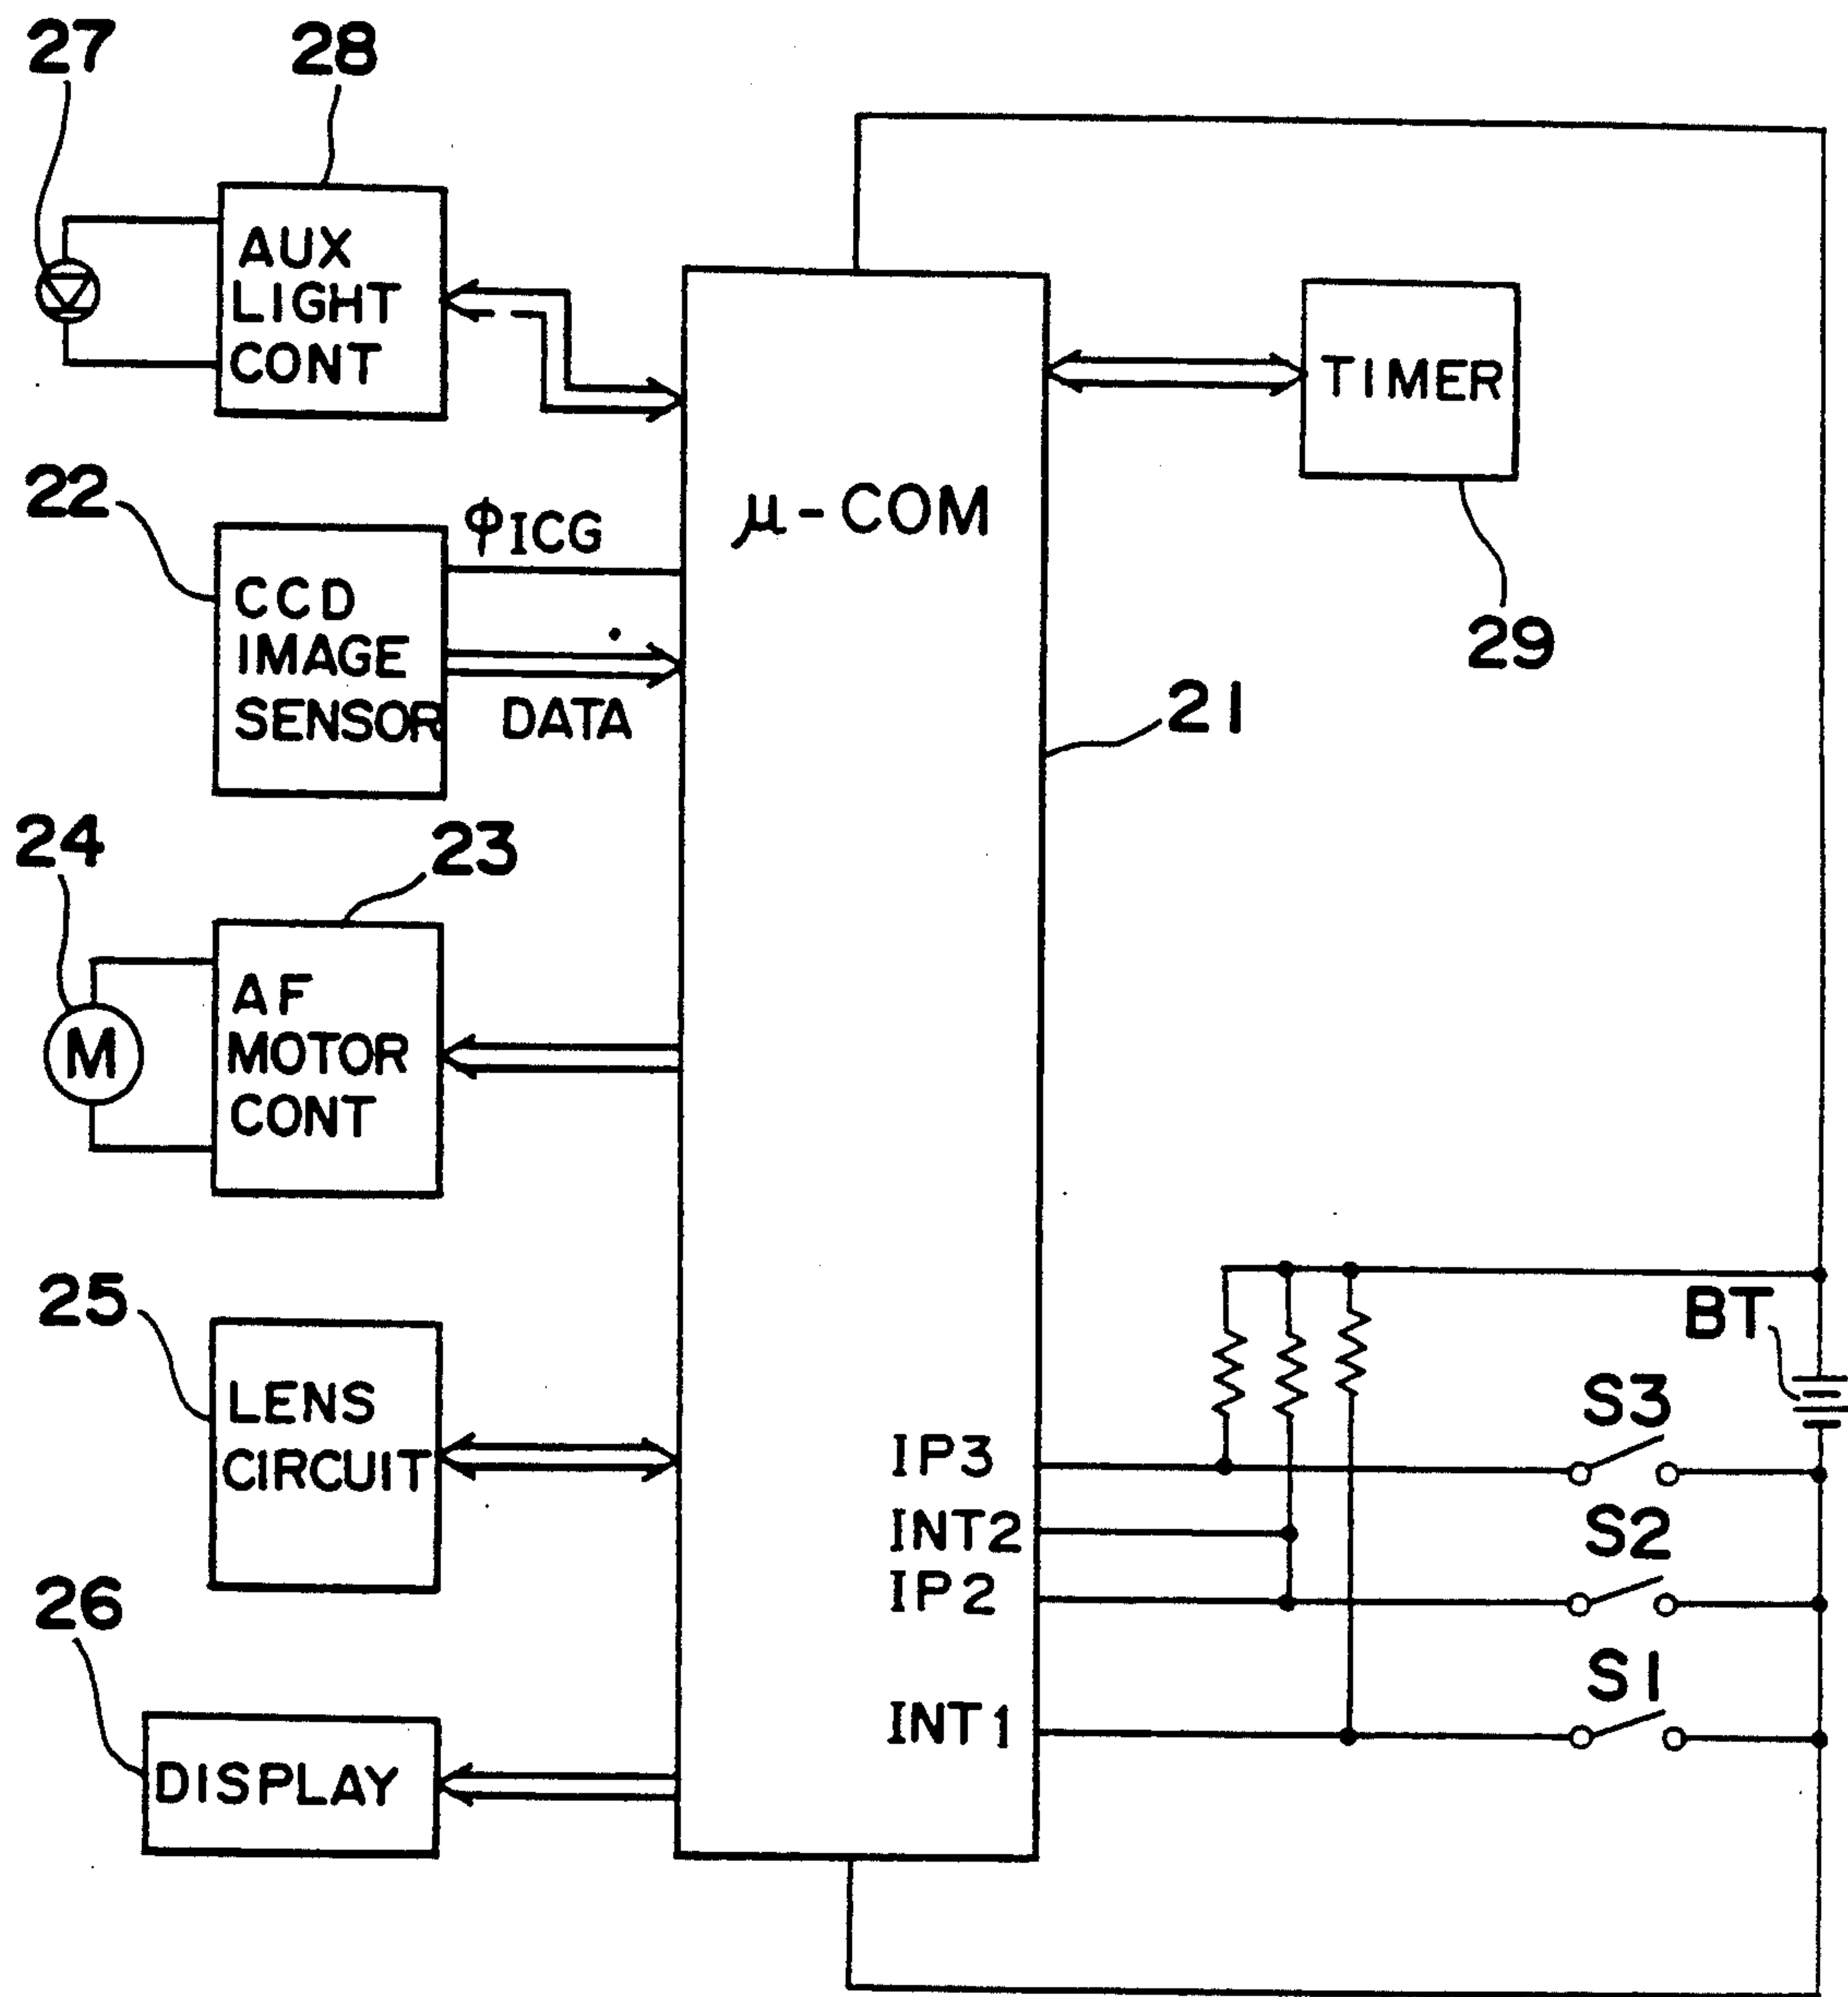 27
28
AUX
LIGHT
CONT
22
φICG
CCD
IMAGE
SENSOR
DATA
24
23
M
AF
MOTOR
CONT
25
LENS
CIRCUIT
26
DISPLAY
μ-COM
TIMER
29
21
BT
S3
IP3
INT2
S2
IP2
S1
INT1